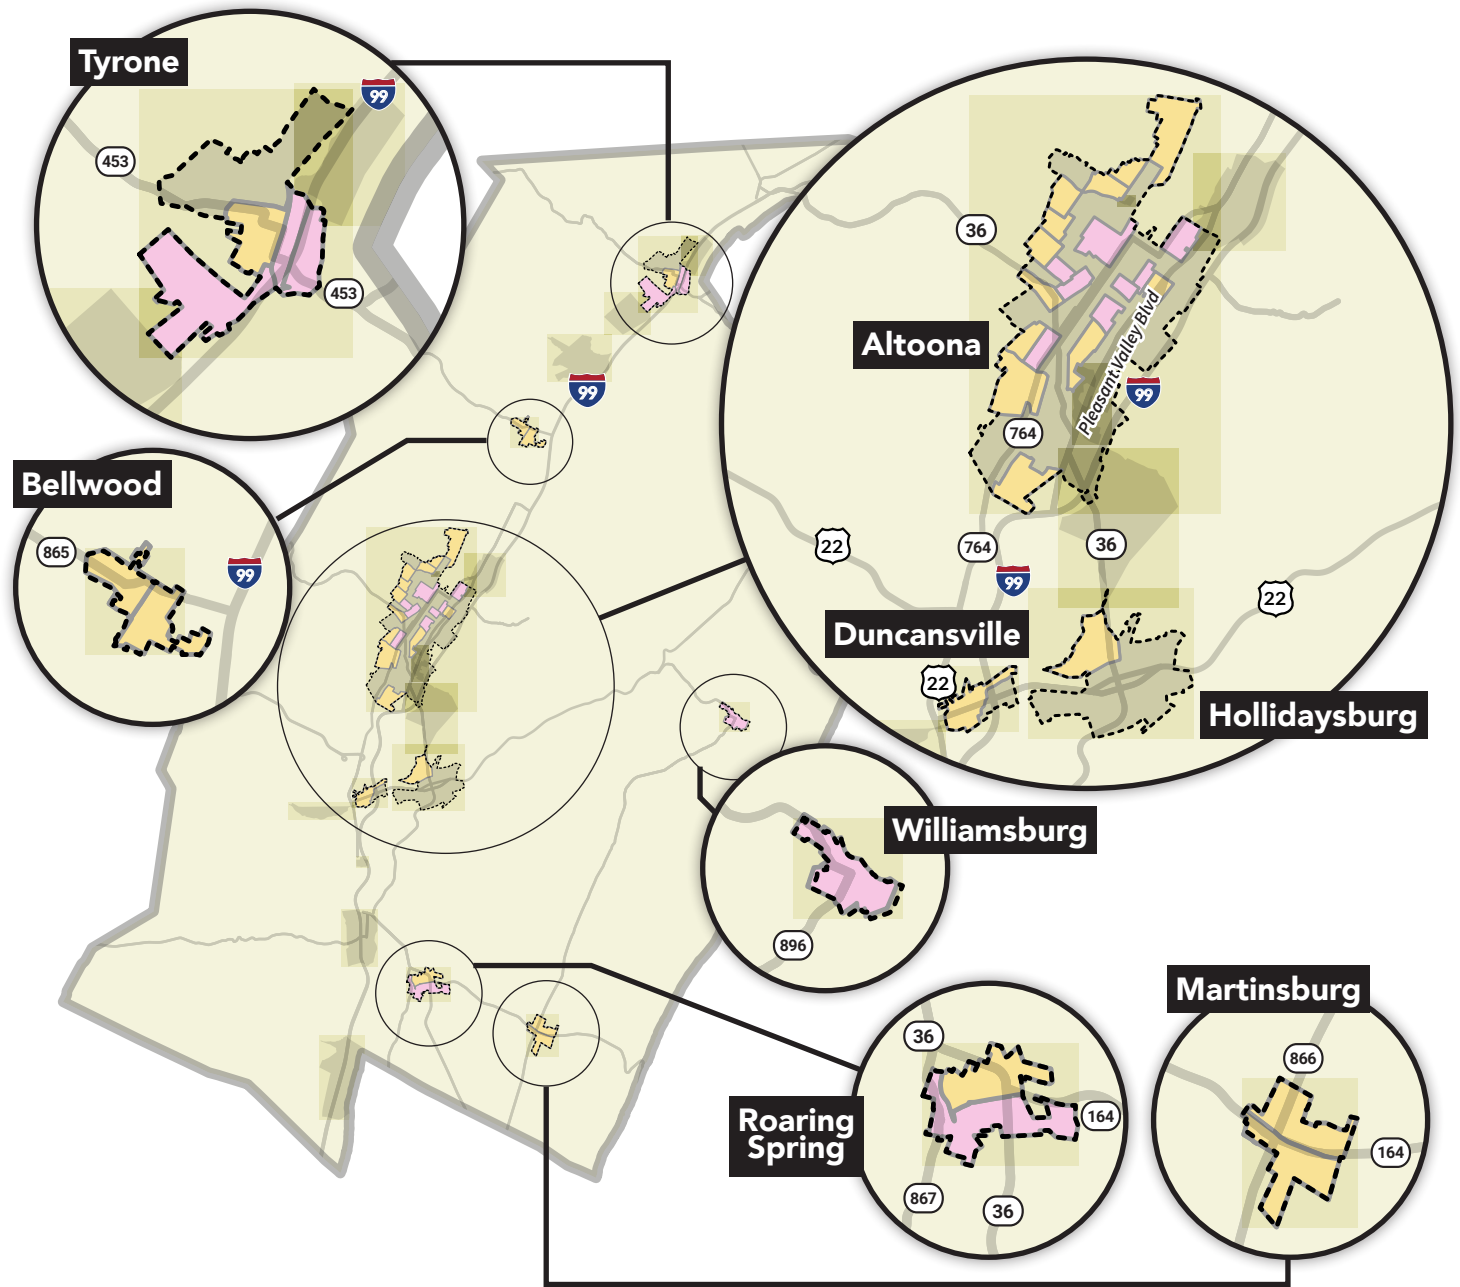 Tyrone
99
453
453
36
Altoona
Pleasant Valley Blvd
99
764
99
Bellwood
865
99
22
764
36
99
22
Duncansville
22
Hollidaysburg
Williamsburg
896
Martinsburg
36
866
Roaring
Spring
164
164
867
36